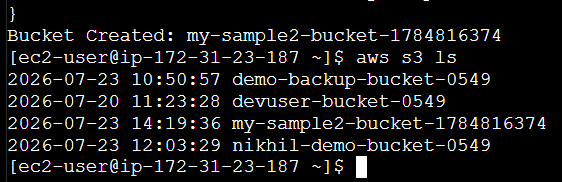 }
Bucket Created: my-sample2-bucket-1784816374
[ec2-user@ip-172-31-23-187 ~]$ aws s3 ls
2026-07-23 10:50:57 demo-backup-bucket-0549
2026-07-20 11:23:28 devuser-bucket-0549
2026-07-23 14:19:36 my-sample2-bucket-1784816374
2026-07-23 12:03:29 nikhil-demo-bucket-0549
[ec2-user@ip-172-31-23-187 ~]$